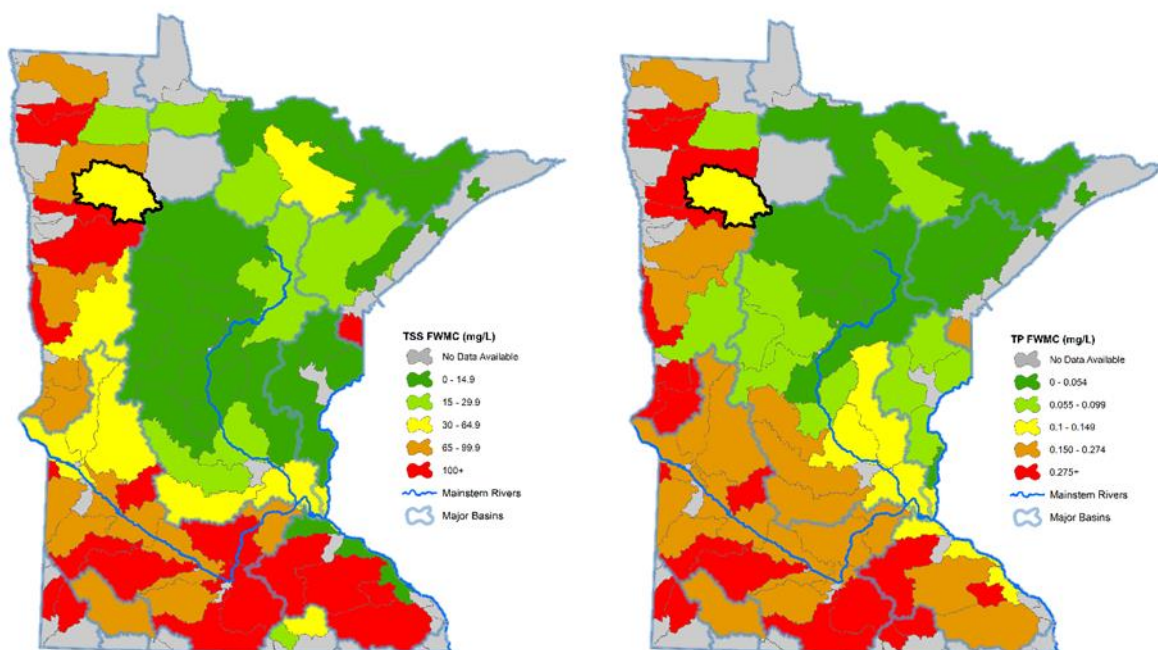 TSS FWMC (mg/L)
No Data Available
0 - 14.9
15 - 29.9
30 - 64.9
65 - 99.9
100+
Mainstem Rivers
Major Basins
TP FWMC (mg/L)
No Data Available
0 - 0.054
0.055 - 0.099
0.1 - 0.149
0.150 - 0.274
0.275+
Mainstem Rivers
Major Basins